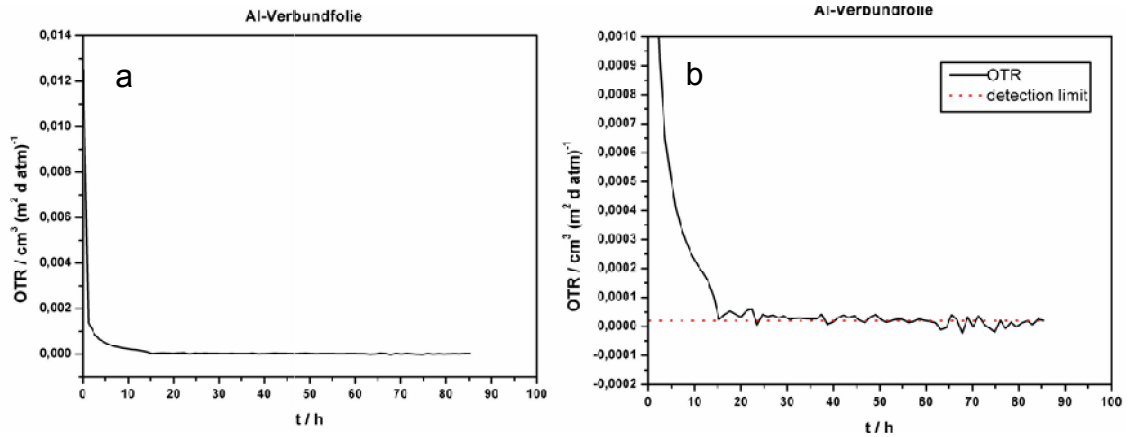 Al-Verbundfolie
a
0,014
0,012
0,010
0,008
0,006
0,004
0,002
0,000
OTR / cm³ (m² d atm)⁻¹
0 10 20 30 40 50 60 70 80 90 100
t / h
Al-Verbundfolie
b
OTR
detection limit
0,0010
0,0009
0,0008
0,0007
0,0006
0,0005
0,0004
0,0003
0,0002
0,0001
0,0000
-0,0001
-0,0002
OTR / cm³ (m² d atm)⁻¹
0 10 20 30 40 50 60 70 80 90 100
t / h